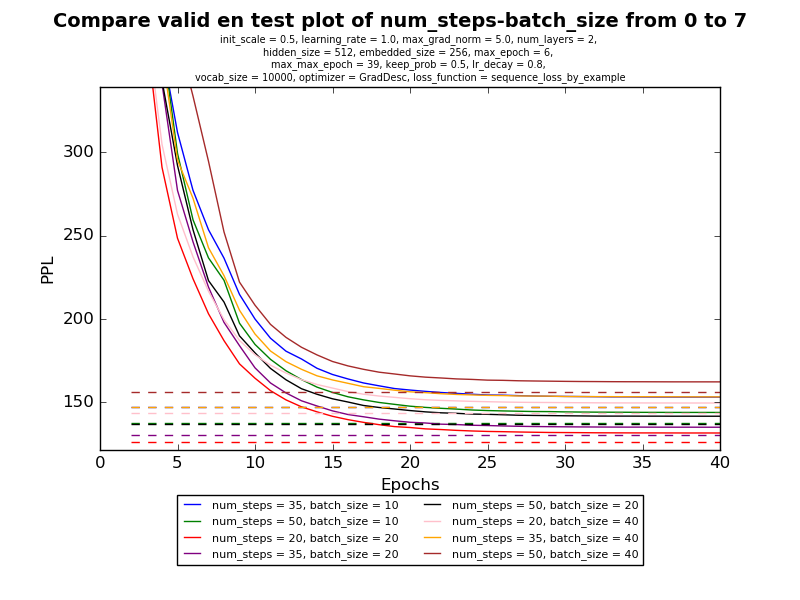 Compare valid en test plot of num_steps-batch_size from 0 to 7
init_scale = 0.5, learning_rate = 1.0, max_grad_norm = 5.0, num_layers = 2,
hidden_size = 512, embedded_size = 256, max_epoch = 6,
max_max_epoch = 39, keep_prob = 0.5, lr_decay = 0.8,
vocab_size = 10000, optimizer = GradDesc, loss_function = sequence_loss_by_example
300
250
PPL
200
150
0 5 10 15 20 25 30 35 40
Epochs
num_steps = 35, batch_size = 10
num_steps = 50, batch_size = 10
num_steps = 20, batch_size = 20
num_steps = 35, batch_size = 20
num_steps = 50, batch_size = 20
num_steps = 20, batch_size = 40
num_steps = 35, batch_size = 40
num_steps = 50, batch_size = 40